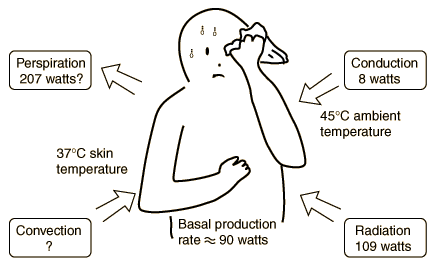 Perspiration
207 watts?
Conduction
8 watts
45°C ambient
temperature
37°C skin
temperature
Convection
?
Basal production
rate ≈ 90 watts
Radiation
109 watts